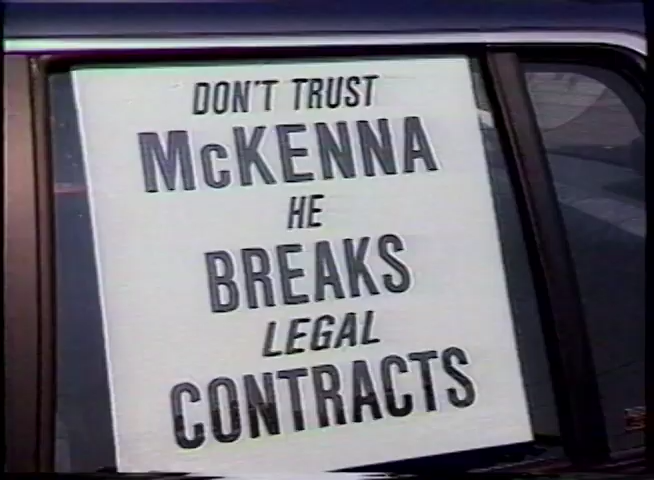 DON'T TRUST
McKENNA
HE
BREAKS
LEGAL
CONTRACTS